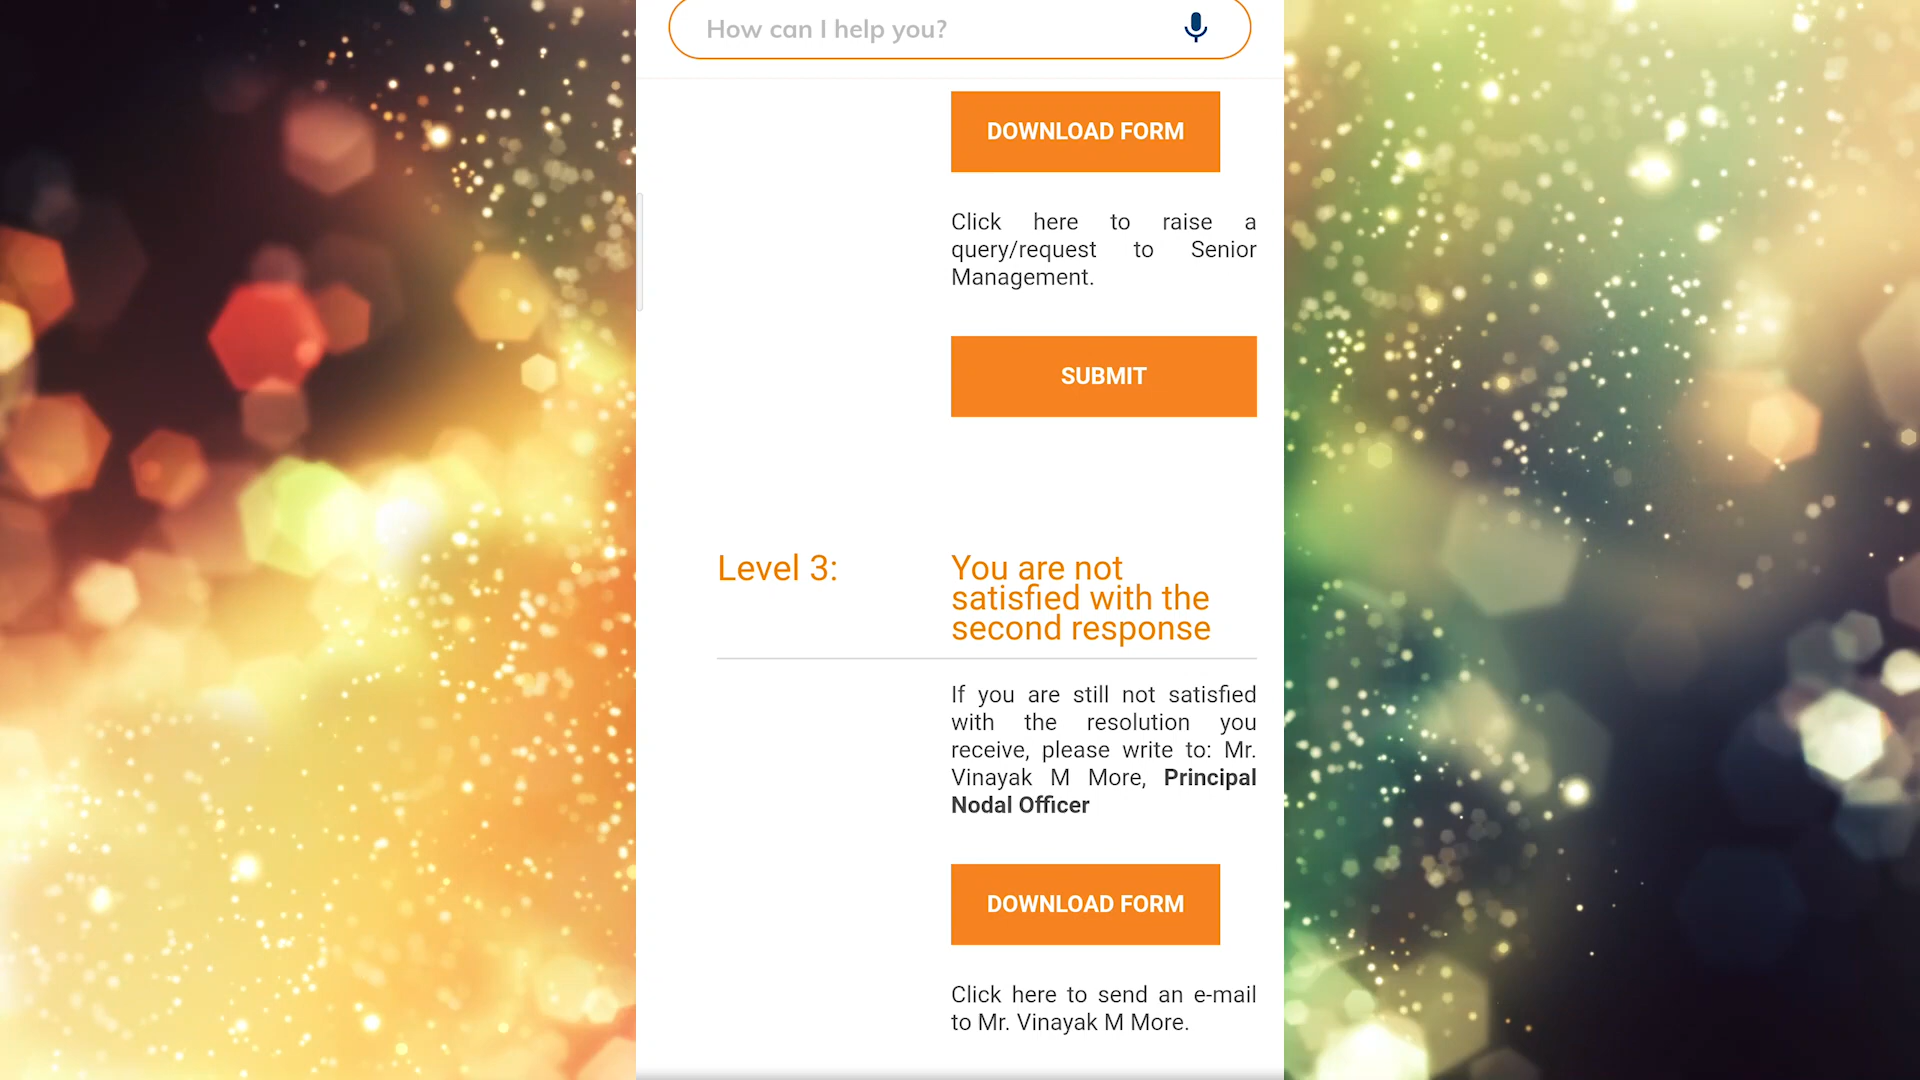 How can I help you?
DOWNLOAD FORM
Click here to raise a
query/request to Senior
Management.
SUBMIT
Level 3:
You are not
satisfied with the
second response
If you are still not satisfied
with the resolution you
receive, please write to: Mr.
Vinayak M More, Principal
Nodal Officer
DOWNLOAD FORM
Click here to send an e-mail
to Mr. Vinayak M More.